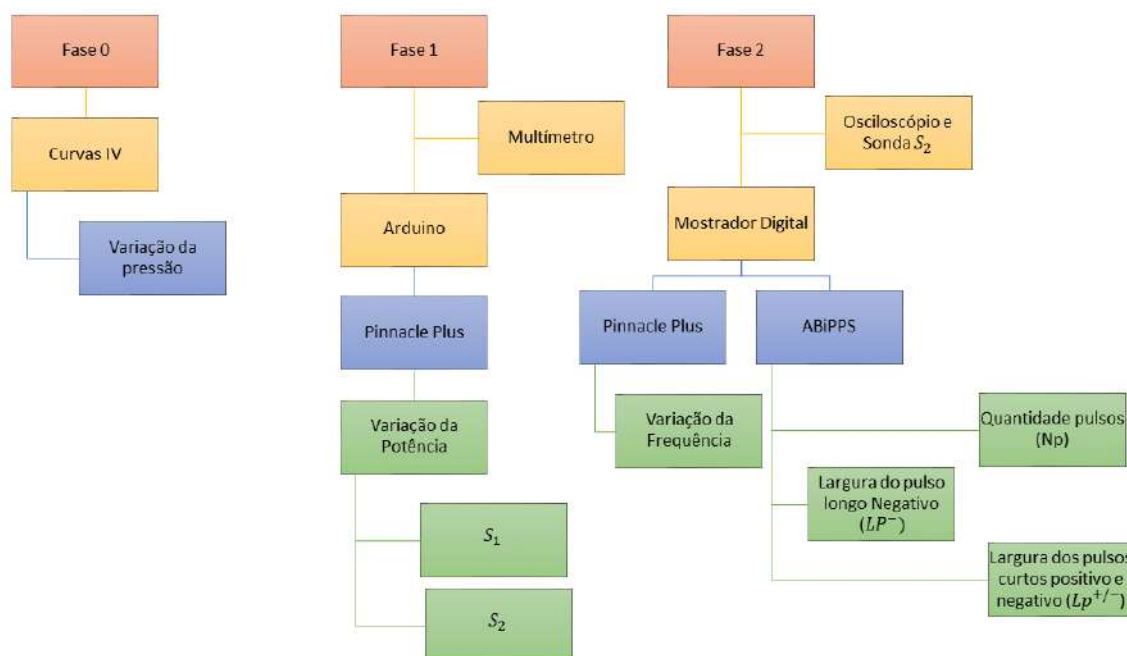 Fase 0
Curvas IV
Variação da
pressão
Fase 1
Multímetro
Arduino
Pinnacle Plus
Variação da
Potência
S₁
S₂
Fase 2
Osciloscópio e
Sonda S₂
Mostrador Digital
Pinnacle Plus
ABiPPS
Variação da
Frequência
Quantidade pulsos
(Np)
Largura do pulso
longo Negativo
(LP⁻)
Largura dos pulsos
curtos positivo e
negativo (Lp⁺/⁻)